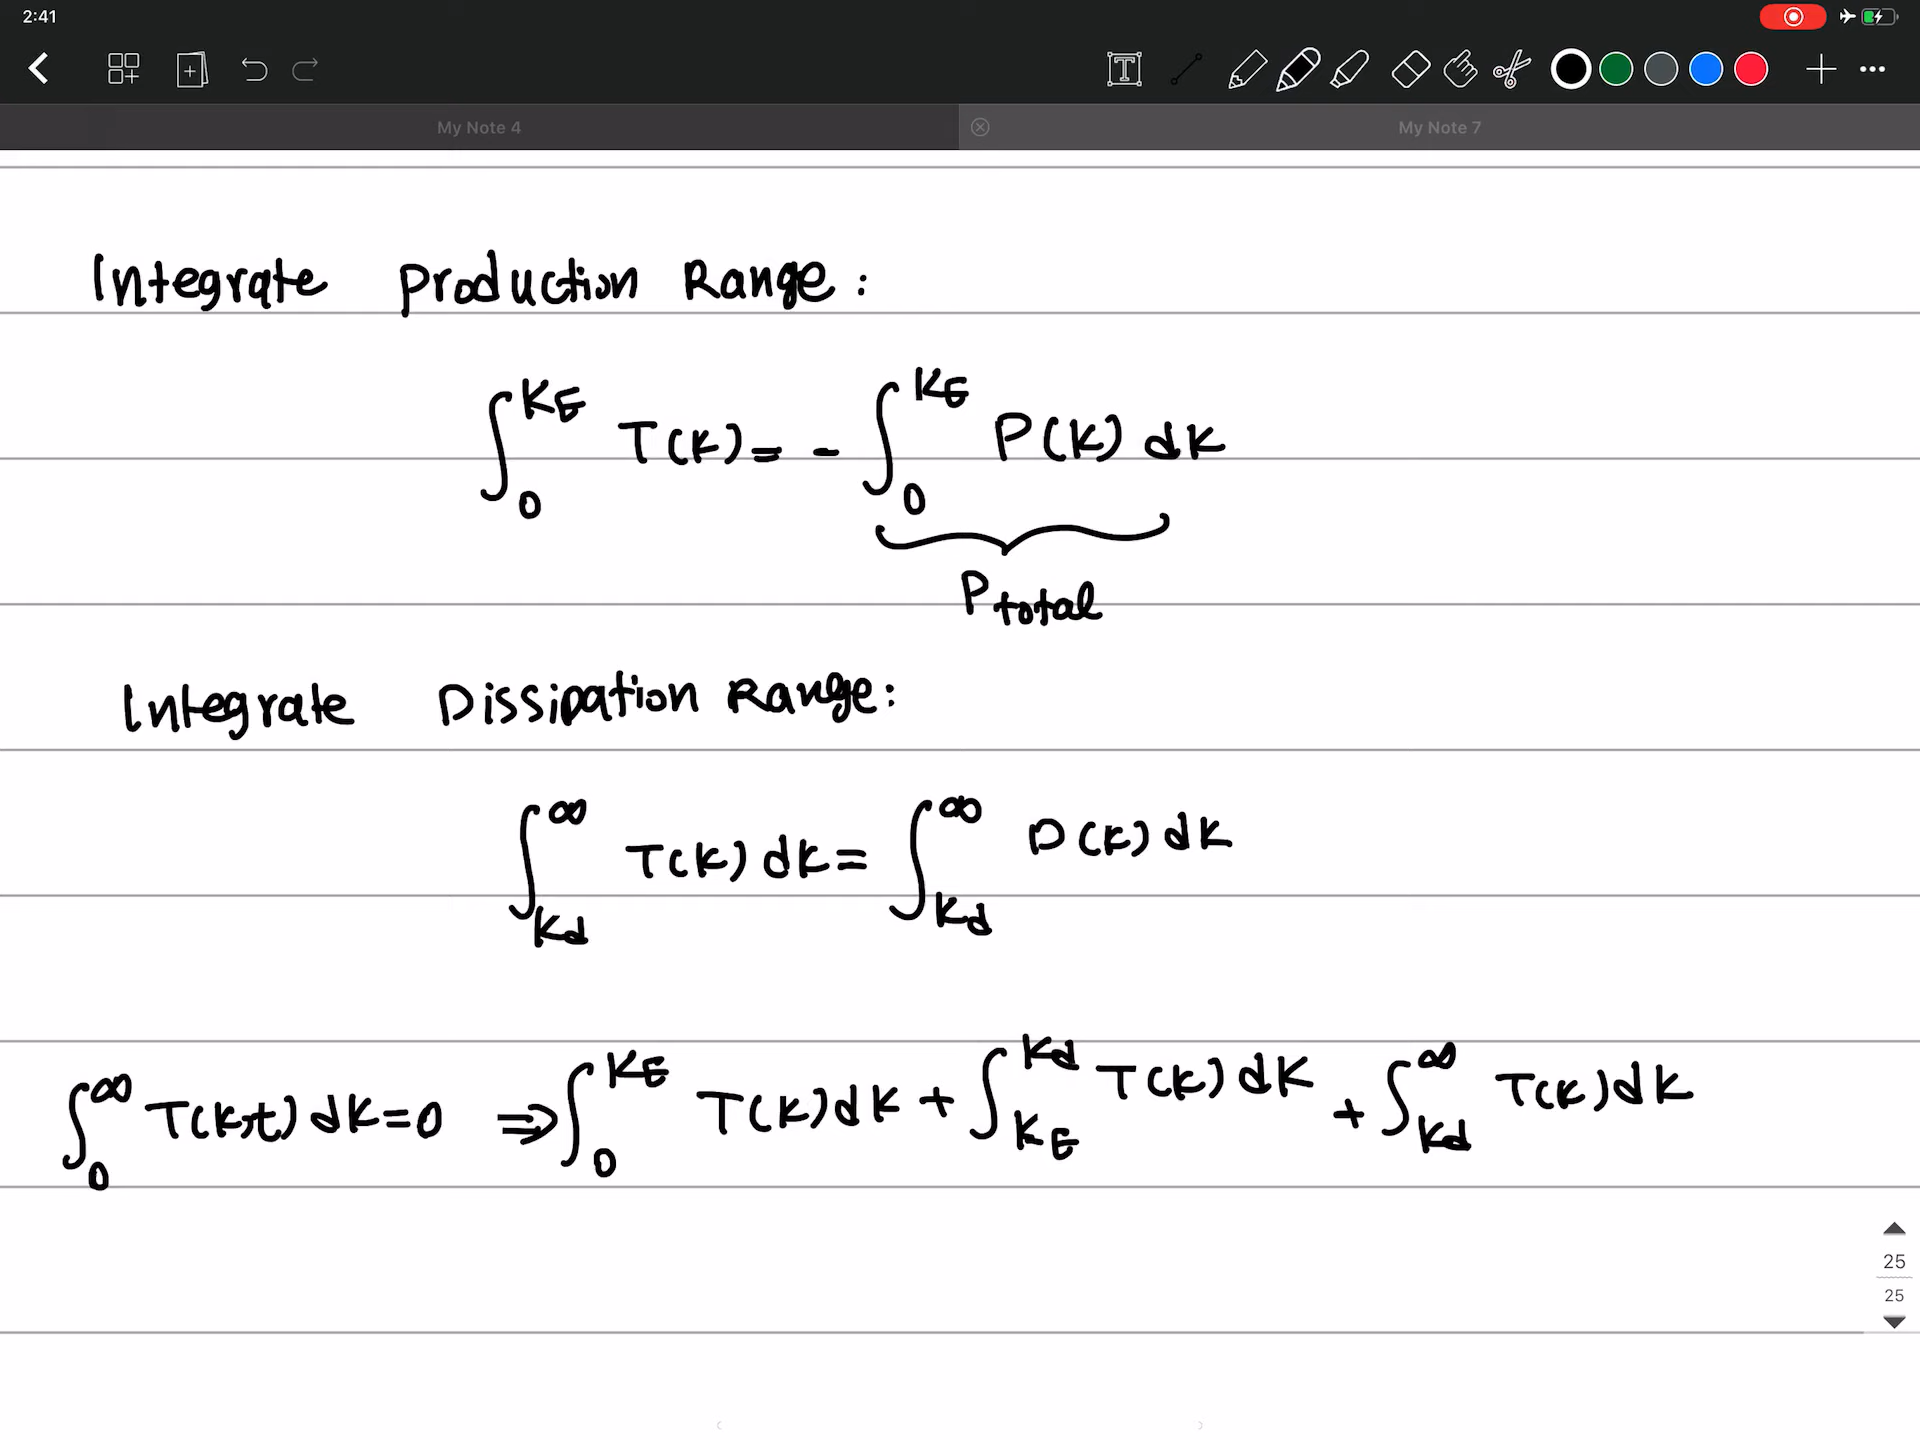 2:41
My Note 4
My Note 7
Integrate Production Range:
∫₀^{K_E} T(K) = - ∫₀^{K_E} P(K) dK
P_total
Integrate Dissipation Range:
∫_{Kd}^∞ T(K) dK = ∫_{Kd}^∞ D(K) dK
∫₀^∞ T(K,t) dK = 0 ⇒ ∫₀^{K_E} T(K) dK + ∫_{K_E}^{Kd} T(K) dK + ∫_{Kd}^∞ T(K) dK
25
25